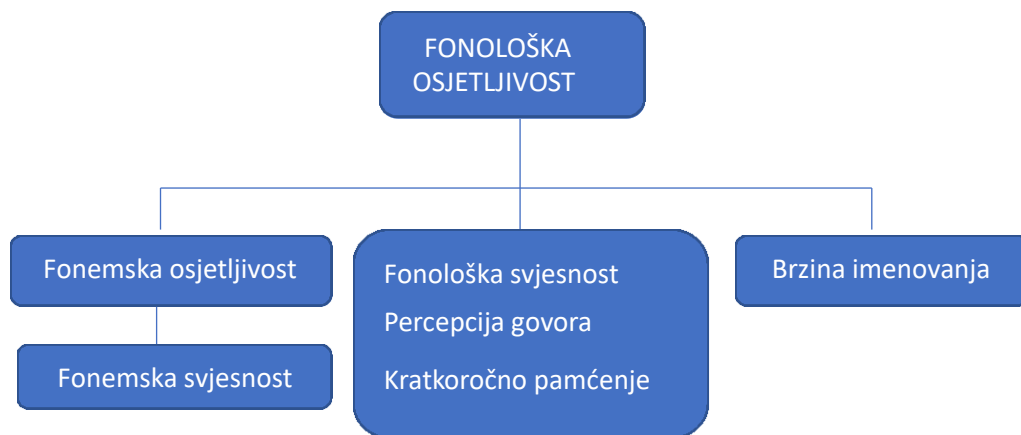 FONOLOŠKA
OSJETLJIVOST
Fonemska osjetljivost
Fonemska svjesnost
Fonološka svjesnost
Percepcija govora
Kratkoročno pamćenje
Brzina imenovanja